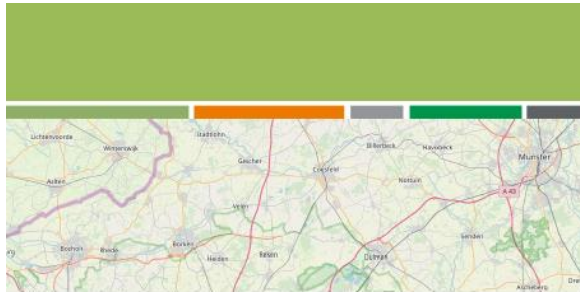 Lichtenvoorde
Winterswijk
Stadtlohn
Billerbeck
Havixbeck
Münster
Gescher
Coesfeld
Aalten
Nottuln
A 43
Velen
Bocholt
Rhede
Borken
Heiden
Reken
Dülmen
Senden
Ascheberg